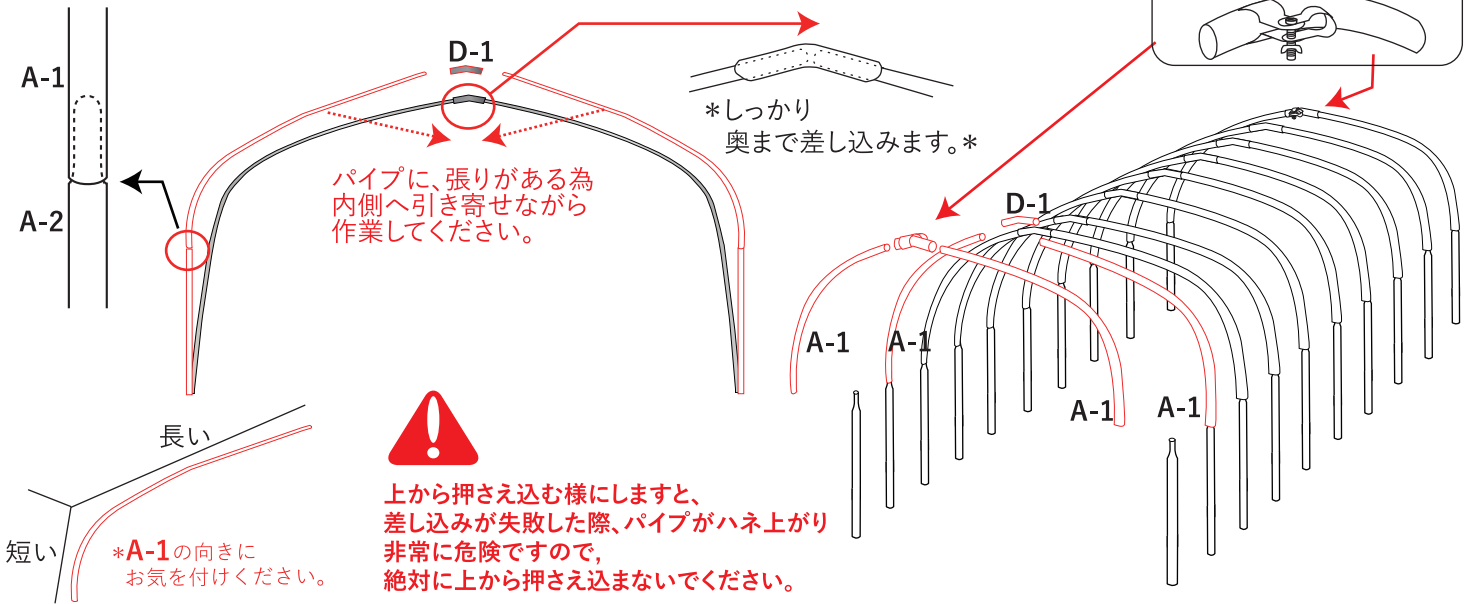 A-1
A-2
D-1
＊しっかり
奥まで差し込みます。＊
パイプに、張りがある為
内側へ引き寄せながら
作業してください。
D-1
A-1
A-1
A-1
A-1
長い
短い
＊A-1の向きに
お気を付けください。
上から押さえ込む様にしますと、
差し込みが失敗した際、パイプがハネ上がり
非常に危険ですので、
絶対に上から押さえ込まないでください。